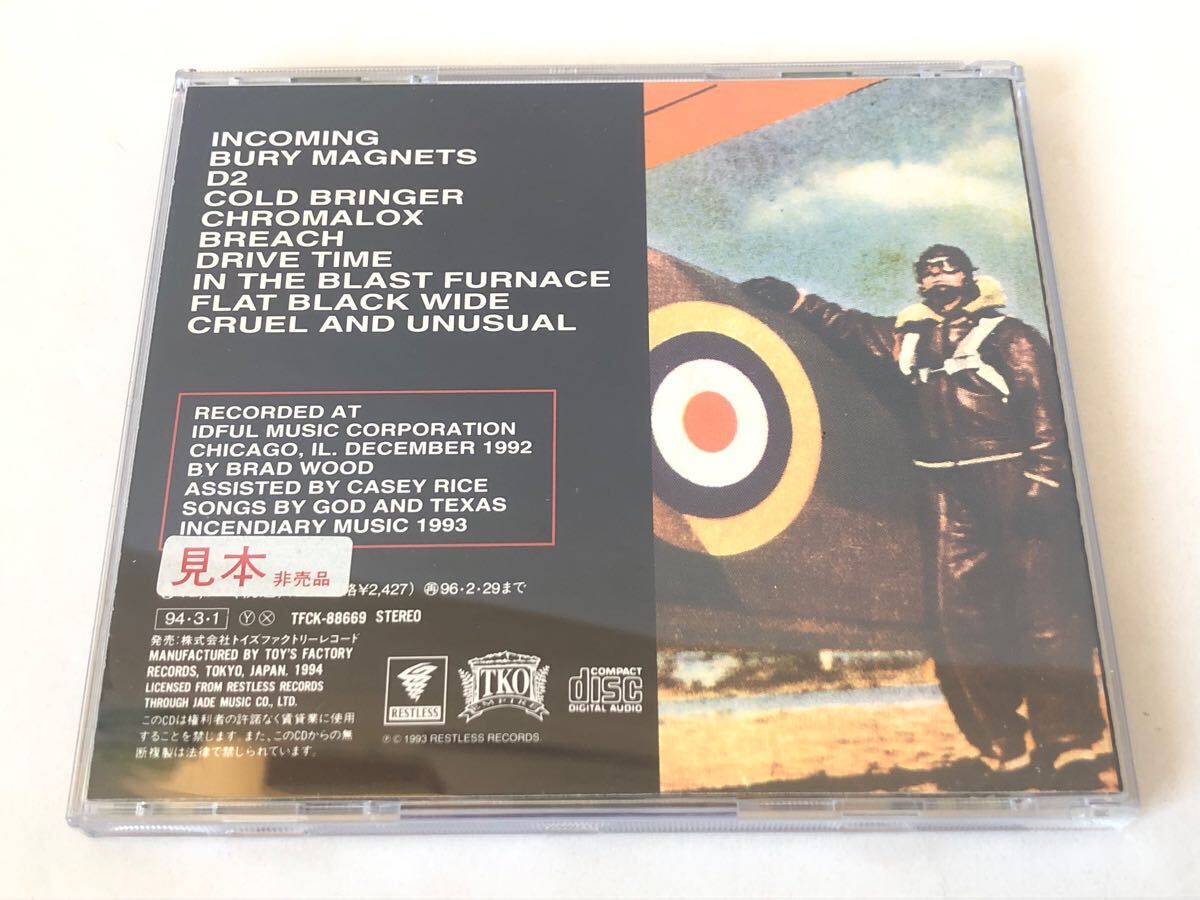 INCOMING
BURY MAGNETS
D2
COLD BRINGER
CHROMALOX
BREACH
DRIVE TIME
IN THE BLAST FURNACE
FLAT BLACK WIDE
CRUEL AND UNUSUAL
RECORDED AT
IDFUL MUSIC CORPORATION
CHICAGO, IL. DECEMBER 1992
BY BRAD WOOD
ASSISTED BY CASEY RICE
SONGS BY GOD AND TEXAS
INCENDIARY MUSIC 1993
見本 非売品
格¥2,427) 再96・2・29まで
94・3・1 Ⓨ Ⓧ TFCK-88669 STEREO
発売:株式会社トイズファクトリーレコード
MANUFACTURED BY TOY'S FACTORY
RECORDS, TOKYO, JAPAN. 1994
LICENSED FROM RESTLESS RECORDS
THROUGH JADE MUSIC CO., LTD.
このCDは権利者の許諾なく賃貸業に使用
することを禁じます. また、このCDからの無
断複製は法律で禁じられています.
RESTLESS
TKO
EMPIRE
COMPACT
disc
DIGITAL AUDIO
℗ © 1993 RESTLESS RECORDS.